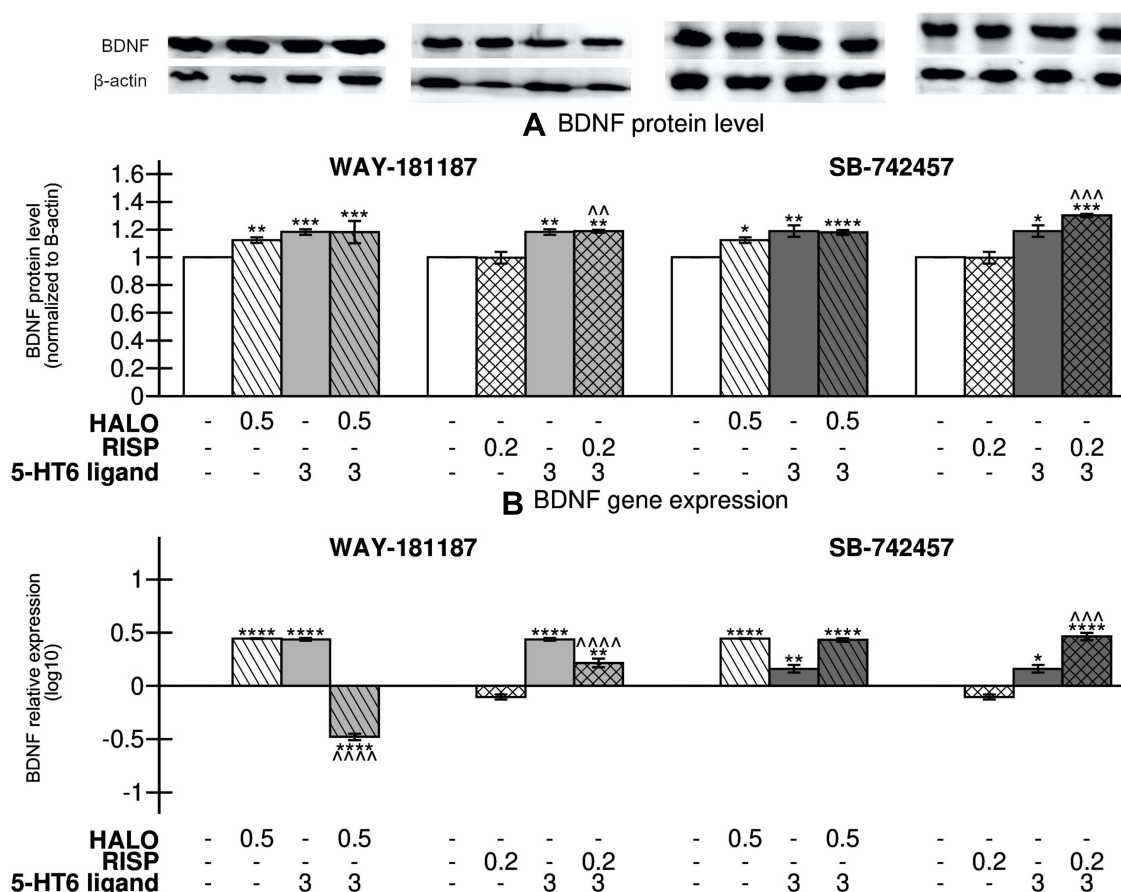 BDNF
β-actin
A BDNF protein level
WAY-181187 SB-742457
BDNF protein level
(normalized to B-actin)
1.6
1.4
1.2
1
0.8
0.6
0.4
0.2
0
** *** *** ** ^^ ** * ** **** * ^^^ ***
HALO - 0.5 - 0.5 - - - - - 0.5 - 0.5 - - - -
RISP - - - - - 0.2 - 0.2 - - - - - 0.2 - 0.2
5-HT6 ligand - - 3 3 - - 3 3 - - 3 3 - - 3 3
B BDNF gene expression
WAY-181187 SB-742457
BDNF relative expression
(log10)
1
0.5
0
-0.5
-1
**** **** **** ^^^^ **** ^^^^ ** **** ** **** * ^^^ ****
HALO - 0.5 - 0.5 - - - - - 0.5 - 0.5 - - - -
RISP - - - - - 0.2 - 0.2 - - - - - 0.2 - 0.2
5-HT6 ligand - - 3 3 - - 3 3 - - 3 3 - - 3 3